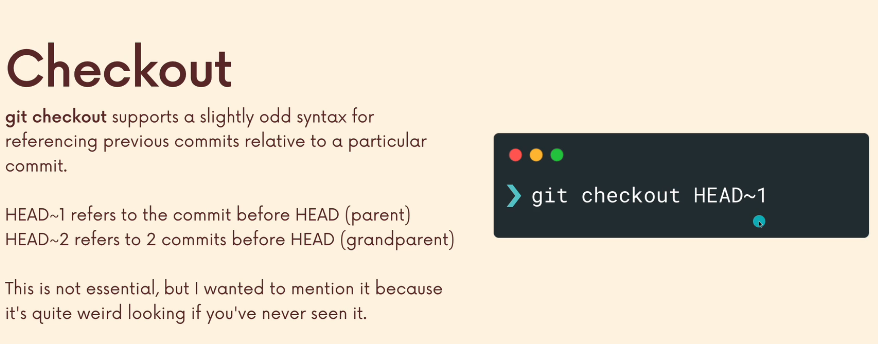 Checkout
git checkout supports a slightly odd syntax for
referencing previous commits relative to a particular
commit.
HEAD~1 refers to the commit before HEAD (parent)
HEAD~2 refers to 2 commits before HEAD (grandparent)
This is not essential, but I wanted to mention it because
it's quite weird looking if you've never seen it.
❯ git checkout HEAD~1